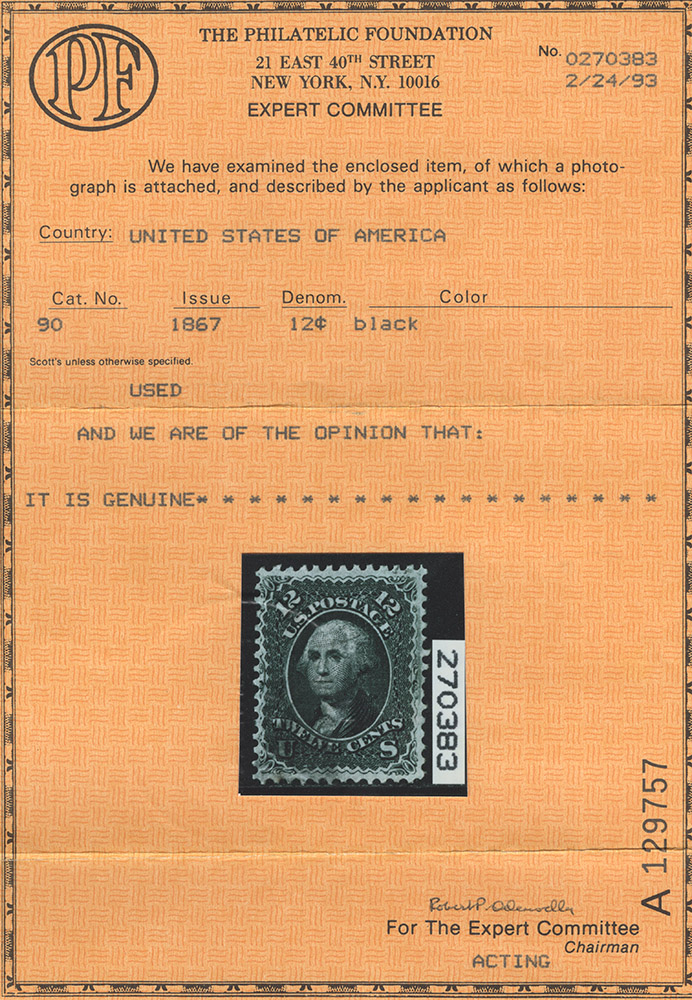 PF
THE PHILATELIC FOUNDATION
21 EAST 40TH STREET
NEW YORK, N.Y. 10016
EXPERT COMMITTEE
No. 0270383
2/24/93
We have examined the enclosed item, of which a photo-
graph is attached, and described by the applicant as follows:
Country: UNITED STATES OF AMERICA
Cat. No. Issue Denom. Color
90 1867 12¢ black
Scott's unless otherwise specified.
USED
AND WE ARE OF THE OPINION THAT:
IT IS GENUINE* * * * * * * * * * * * * * * * * *
12 12
U.S. POSTAGE
TWELVE CENTS
U S
270383
A 129757
For The Expert Committee
Chairman
ACTING